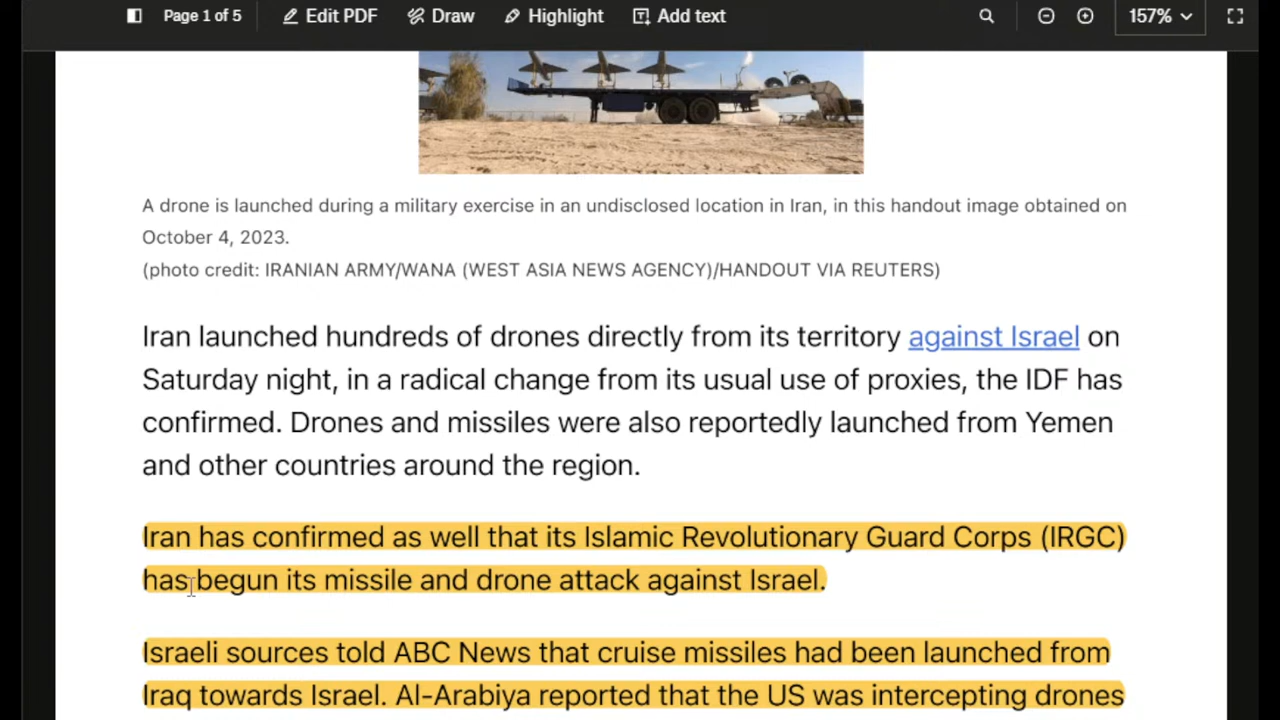 Page 1 of 5 Edit PDF Draw Highlight Add text 157%
A drone is launched during a military exercise in an undisclosed location in Iran, in this handout image obtained on
October 4, 2023.
(photo credit: IRANIAN ARMY/WANA (WEST ASIA NEWS AGENCY)/HANDOUT VIA REUTERS)
Iran launched hundreds of drones directly from its territory against Israel on
Saturday night, in a radical change from its usual use of proxies, the IDF has
confirmed. Drones and missiles were also reportedly launched from Yemen
and other countries around the region.
Iran has confirmed as well that its Islamic Revolutionary Guard Corps (IRGC)
has begun its missile and drone attack against Israel.
Israeli sources told ABC News that cruise missiles had been launched from
Iraq towards Israel. Al-Arabiya reported that the US was intercepting drones